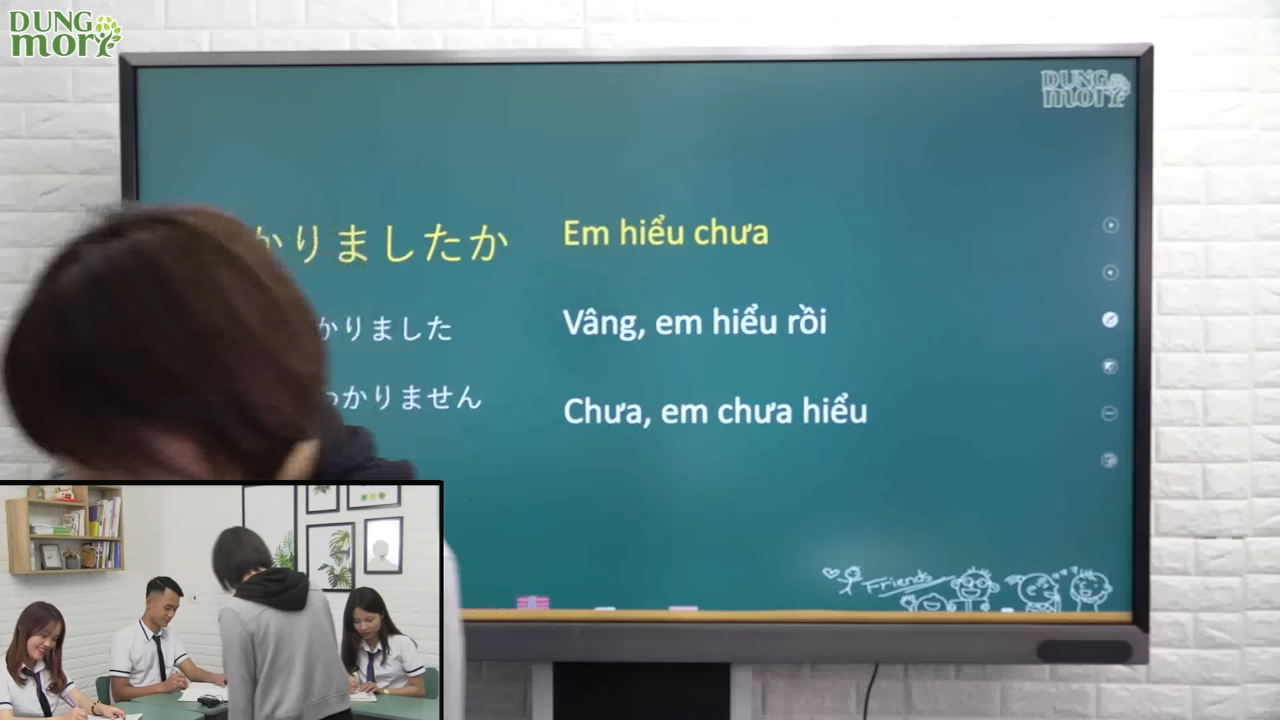 DUNG
mori
DUNG
mori
かりましたか
Em hiểu chưa
かりました
Vâng, em hiểu rồi
かりません
Chưa, em chưa hiểu
Friends